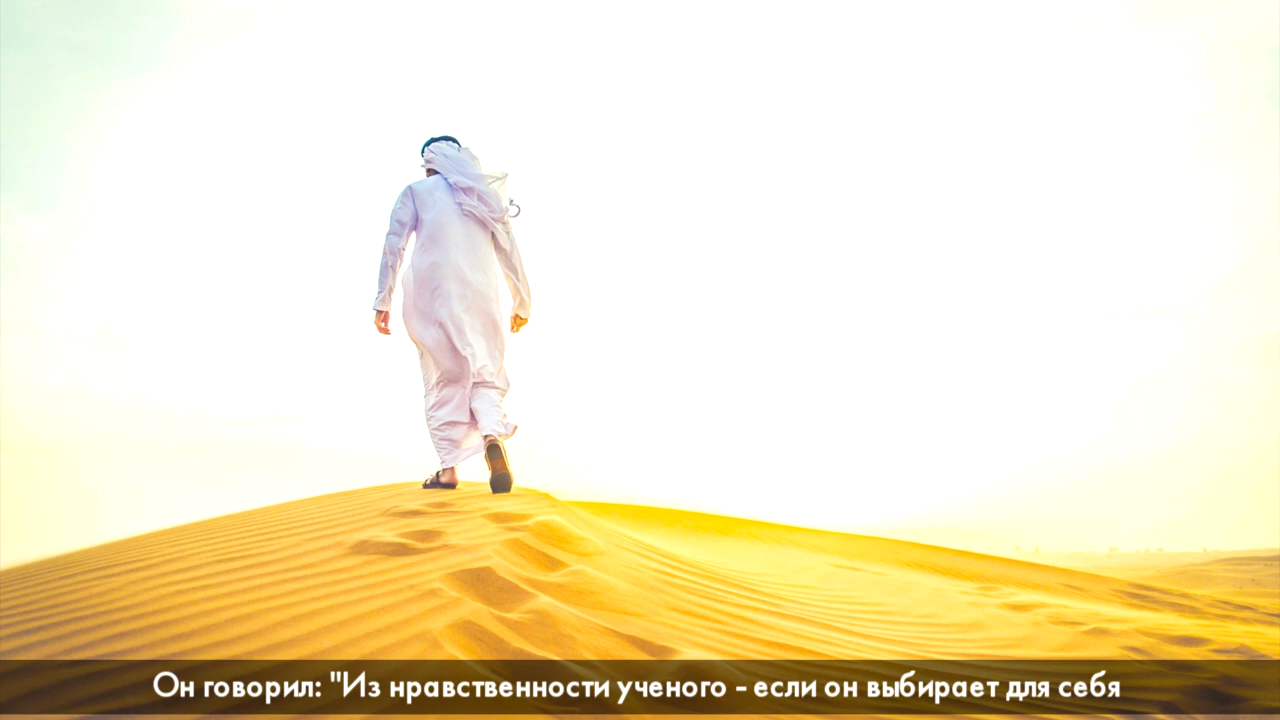 Он говорил: "Из нравственности ученого - если он выбирает для себя